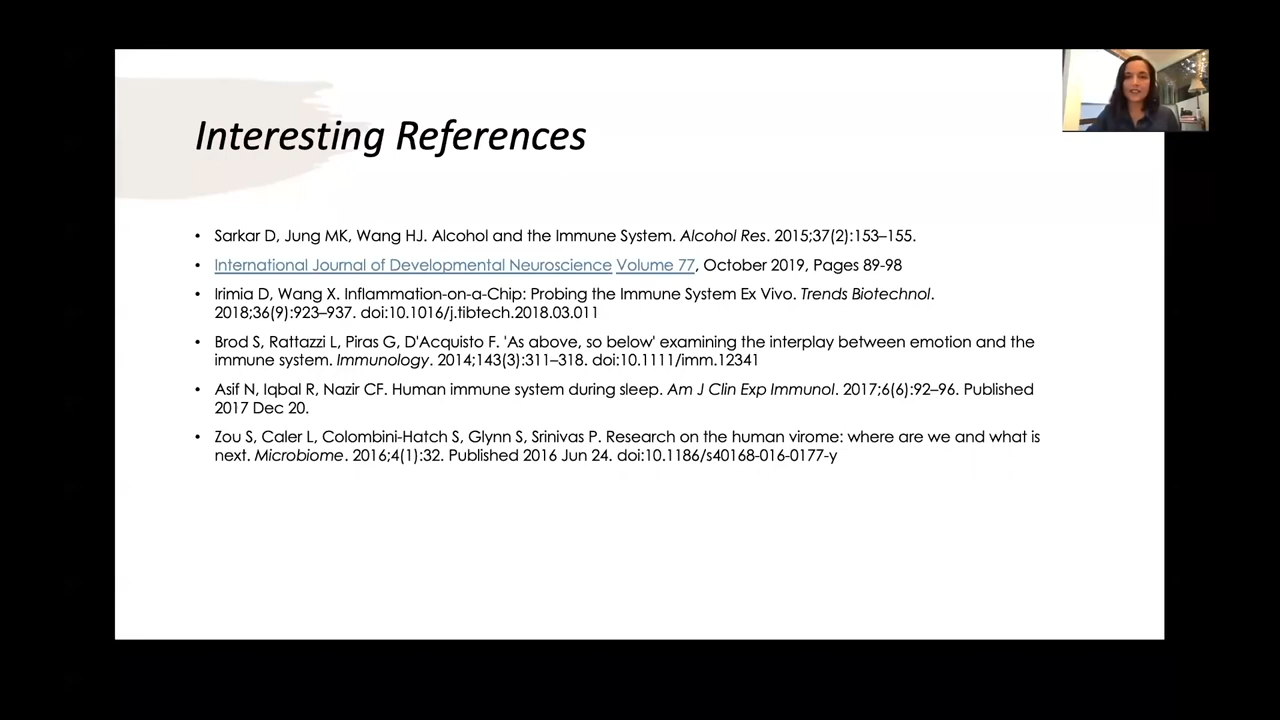 Interesting References
• Sarkar D, Jung MK, Wang HJ. Alcohol and the Immune System. Alcohol Res. 2015;37(2):153–155.
• International Journal of Developmental Neuroscience Volume 77, October 2019, Pages 89-98
• Irimia D, Wang X. Inflammation-on-a-Chip: Probing the Immune System Ex Vivo. Trends Biotechnol.
2018;36(9):923–937. doi:10.1016/j.tibtech.2018.03.011
• Brod S, Rattazzi L, Piras G, D'Acquisto F. 'As above, so below' examining the interplay between emotion and the
immune system. Immunology. 2014;143(3):311–318. doi:10.1111/imm.12341
• Asif N, Iqbal R, Nazir CF. Human immune system during sleep. Am J Clin Exp Immunol. 2017;6(6):92–96. Published
2017 Dec 20.
• Zou S, Caler L, Colombini-Hatch S, Glynn S, Srinivas P. Research on the human virome: where are we and what is
next. Microbiome. 2016;4(1):32. Published 2016 Jun 24. doi:10.1186/s40168-016-0177-y